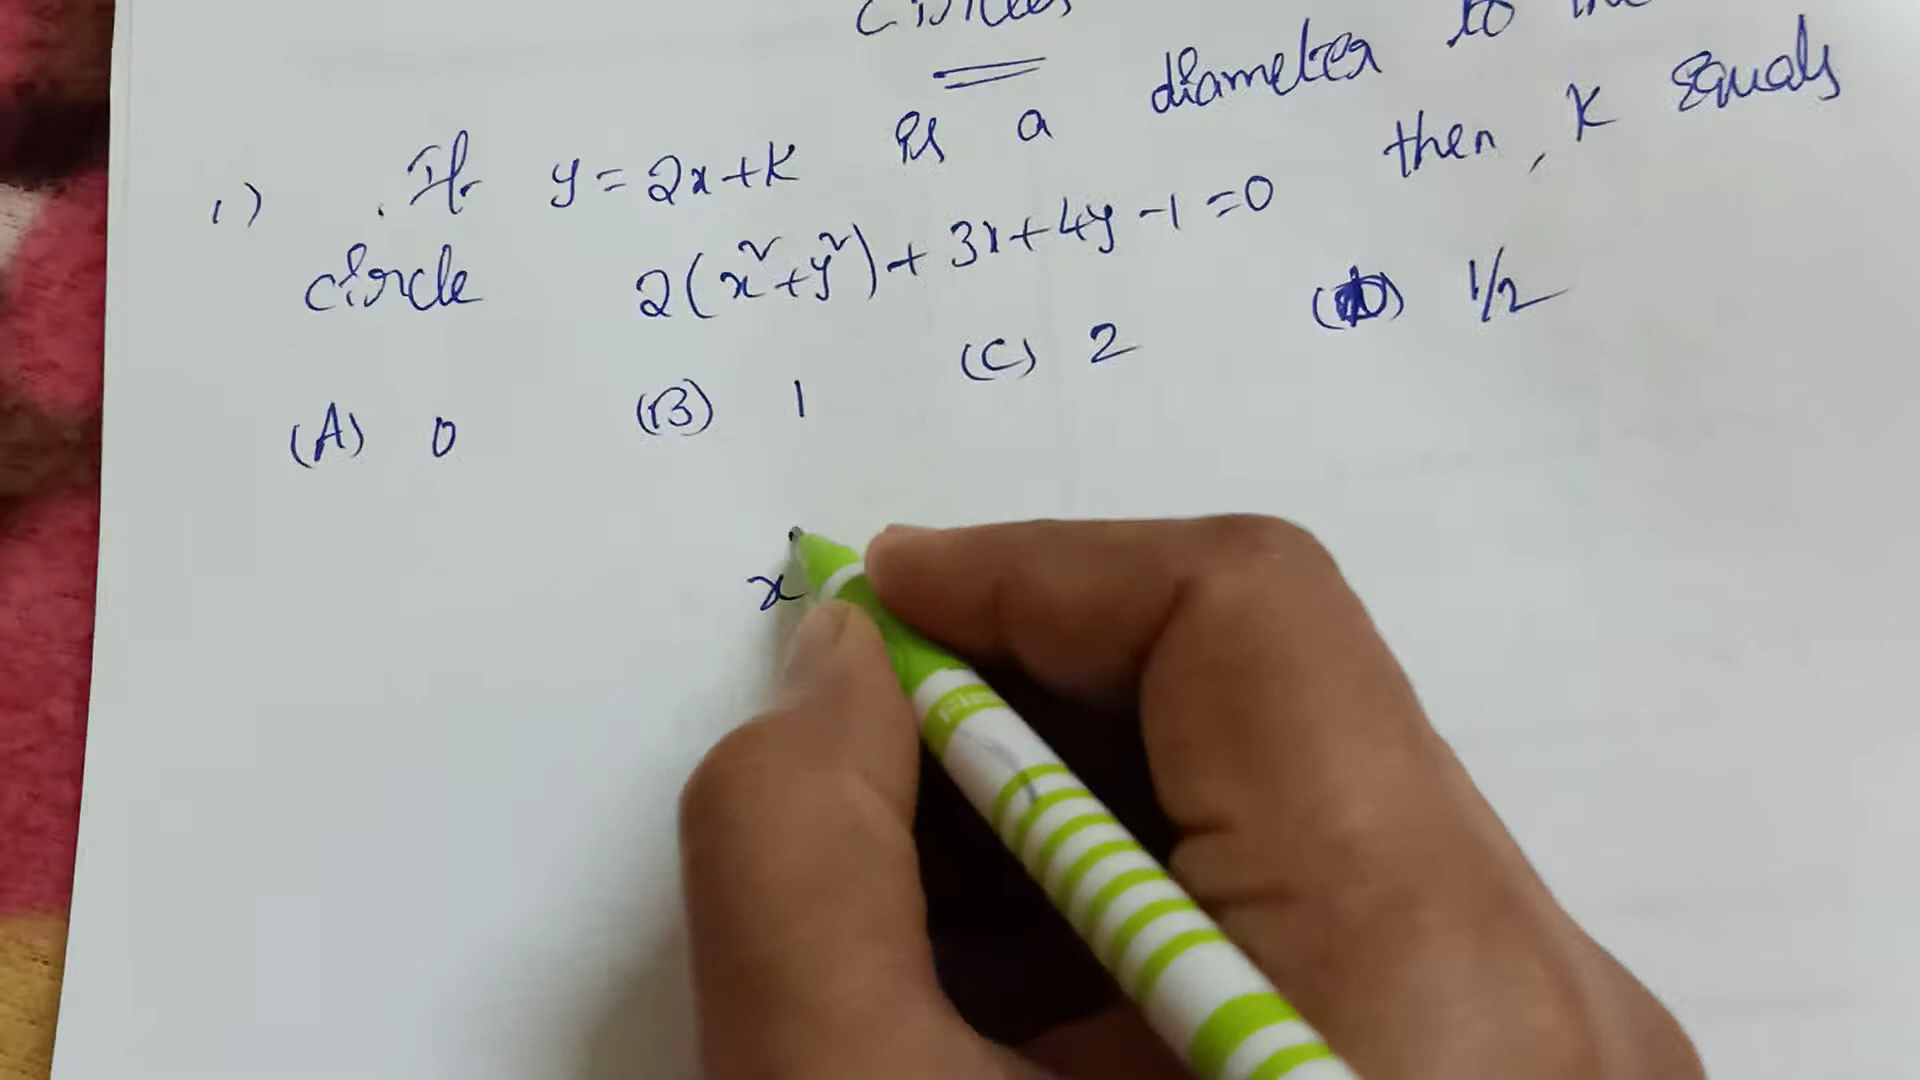 Circles
1) If y = 2x+k is a diameter to the
circle 2(x²+y²) + 3x+4y-1=0 then, k equals
(A) 0 (B) 1 (C) 2 (D) 1/2
x